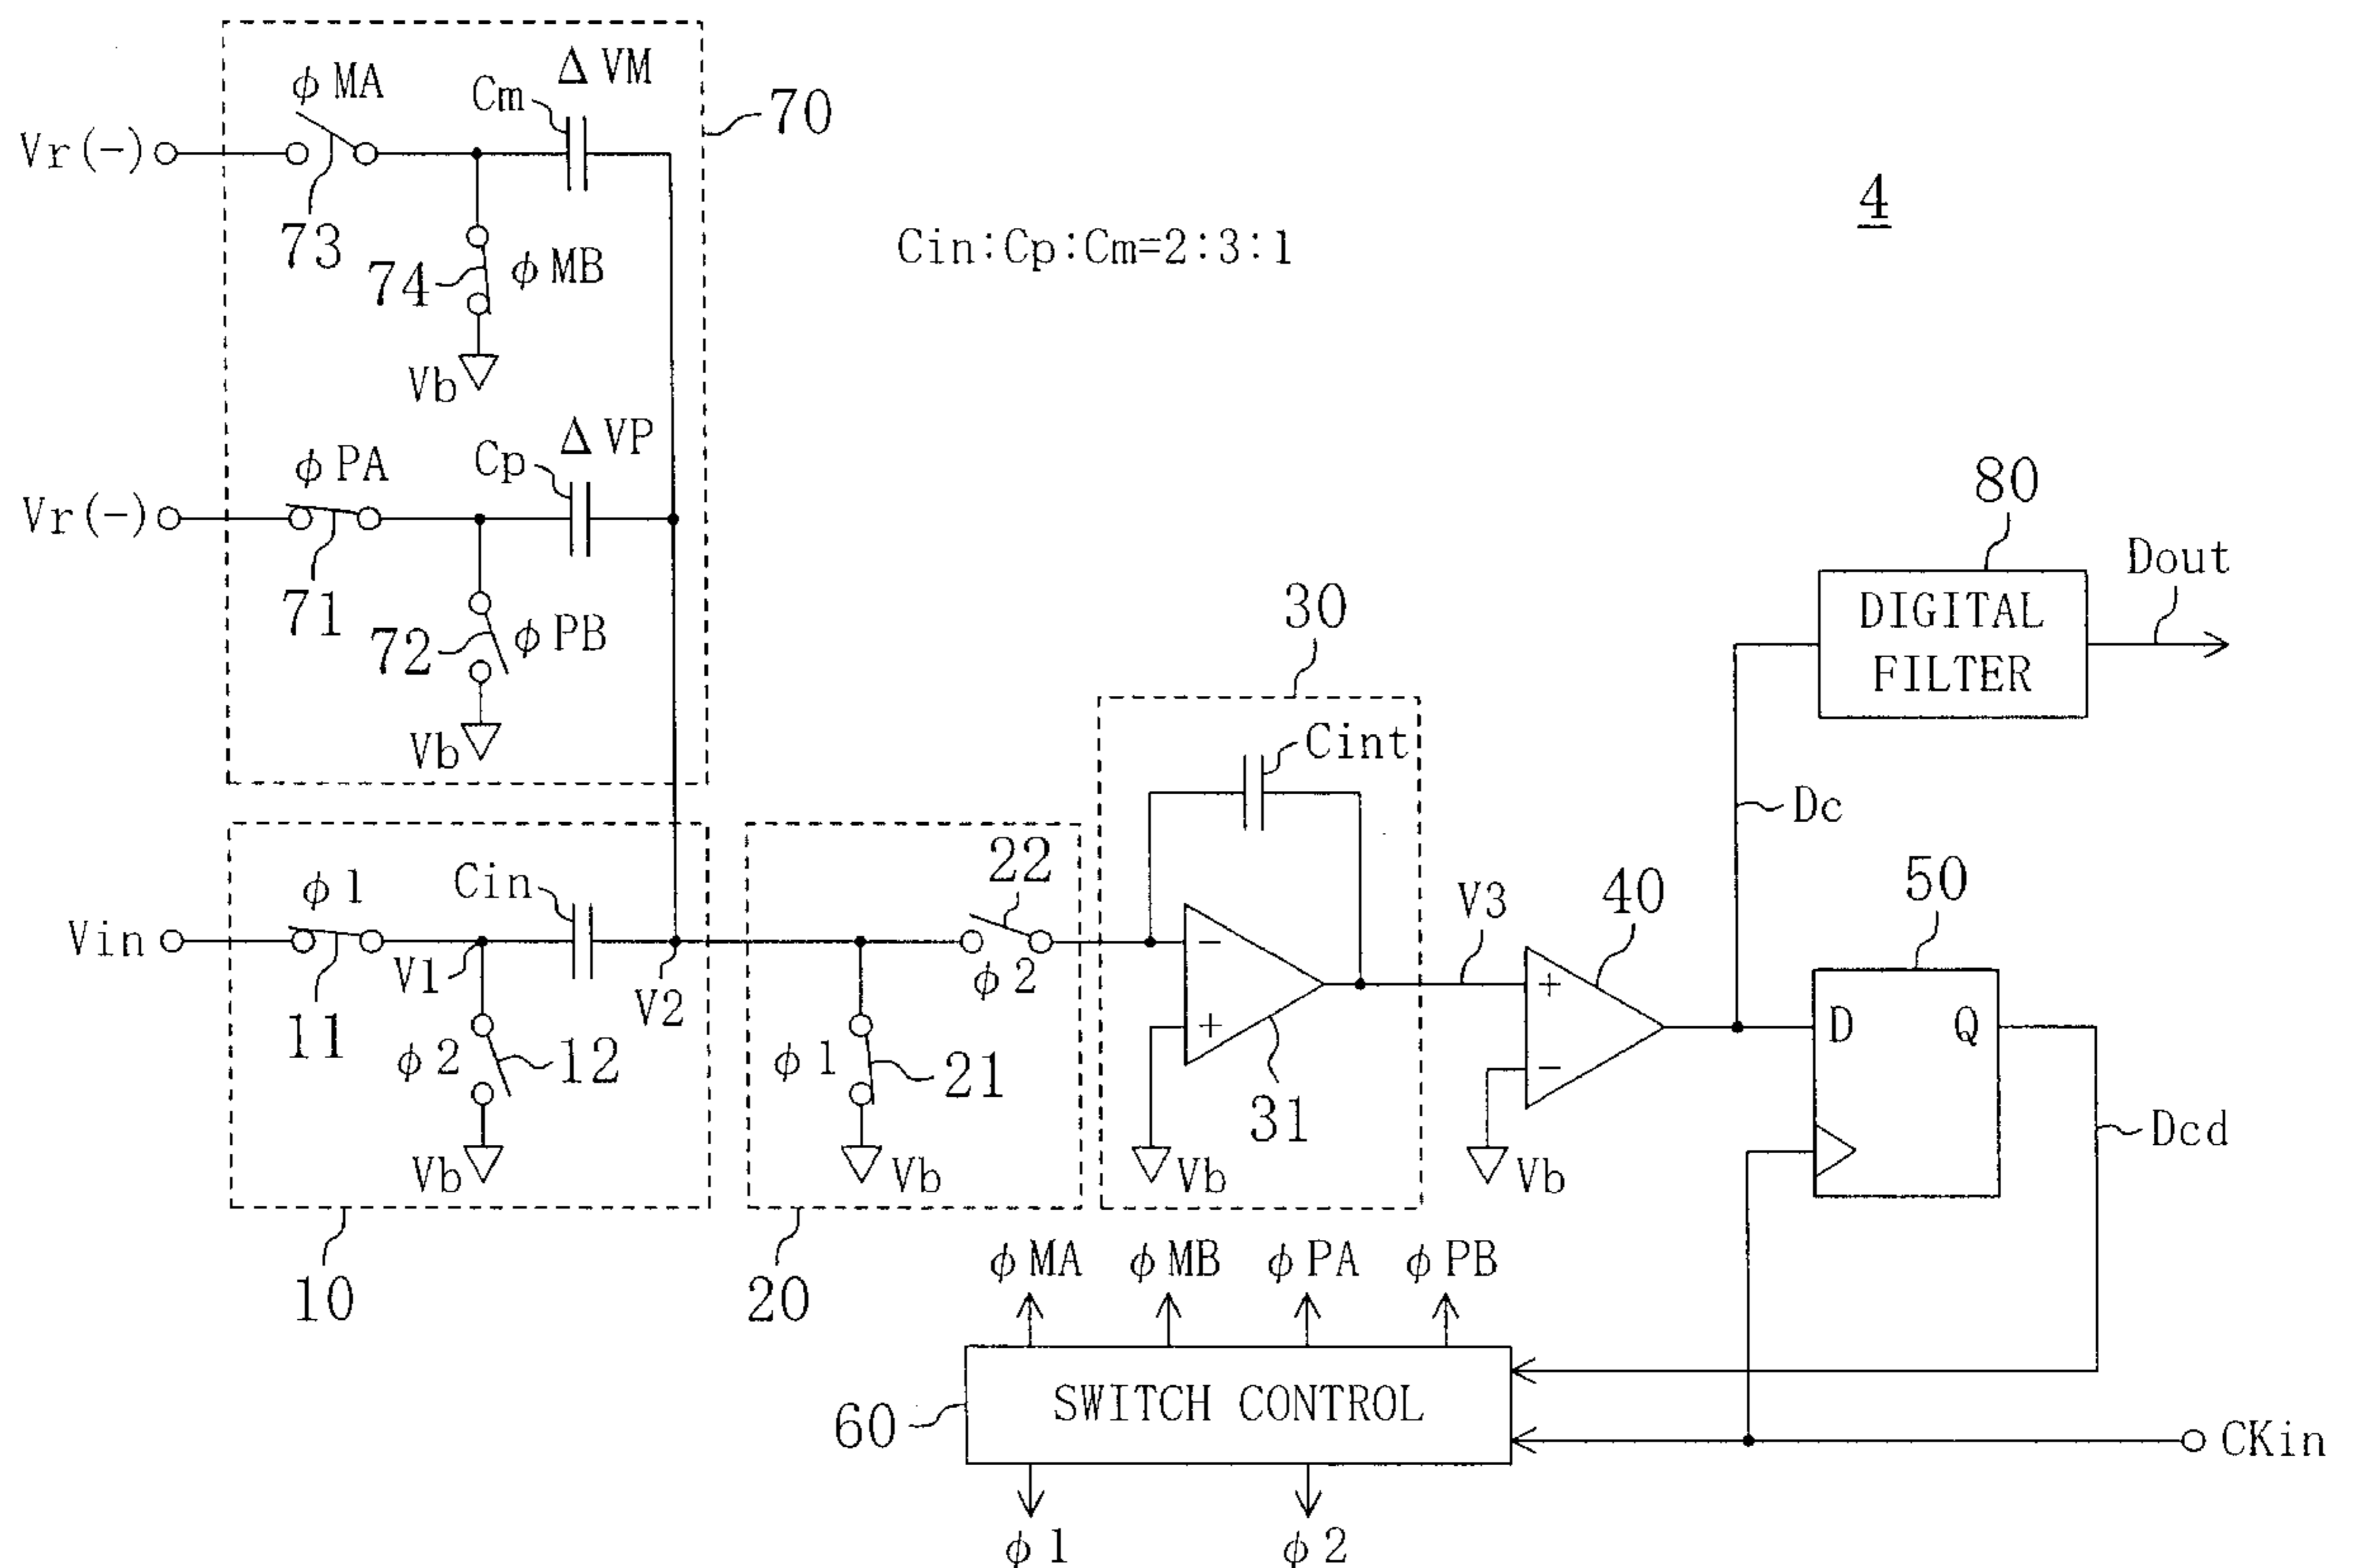 ΔVM
φMA
Cm
70
Vr(-)
4
73
74
φMB
Cin:Cp:Cm=2:3:1
Vb
ΔVP
φPA
Cp
Vr(-)
71
72
φPB
Vb
80
DIGITAL
FILTER
Dout
30
Cint
Dc
φ1
Cin
22
Vin
V1
V2
φ2
11
φ2
12
Vb
φ1
21
Vb
-
+
31
Vb
V3
40
+
-
Vb
50
D
Q
Dcd
10
20
φMA
φMB
φPA
φPB
SWITCH CONTROL
60
CKin
φ1
φ2